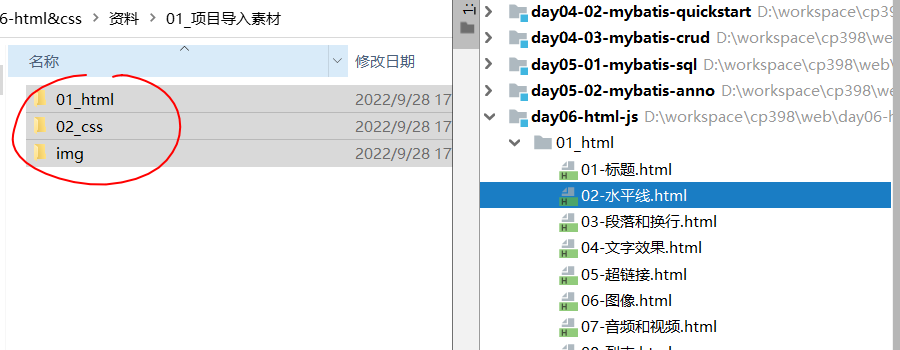 6-html&css > 资料 > 01_项目导入素材
名称 修改日期
01_html 2022/9/28 17
02_css 2022/9/28 17
img 2022/9/28 17
day04-02-mybatis-quickstart D:\workspace\cp
day04-03-mybatis-crud D:\workspace\cp398\web
day05-01-mybatis-sql D:\workspace\cp398\web\
day05-02-mybatis-anno D:\workspace\cp398\we
day06-html-js D:\workspace\cp398\web\day06-h
01_html
01-标题.html
02-水平线.html
03-段落和换行.html
04-文字效果.html
05-超链接.html
06-图像.html
07-音频和视频.html